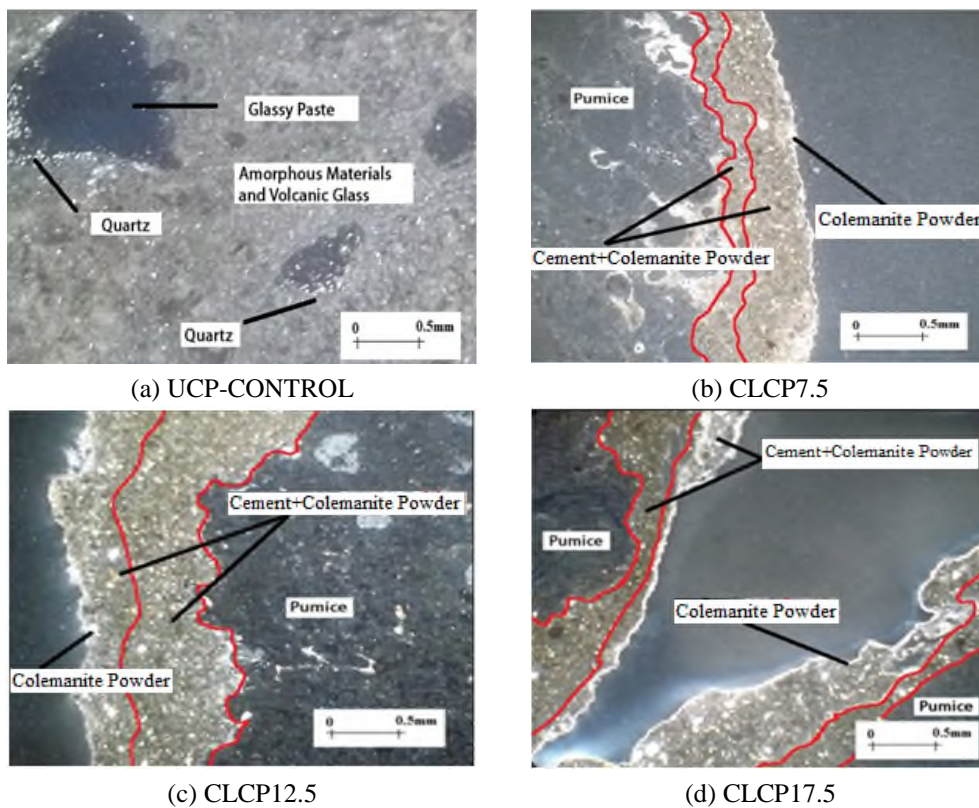 Glassy Paste
Amorphous Materials
and Volcanic Glass
Quartz
Quartz
0 0.5mm
(a) UCP-CONTROL
Pumice
Colemanite Powder
Cement+Colemanite Powder
0 0.5mm
(b) CLCP7.5
Cement+Colemanite Powder
Pumice
Colemanite Powder
0 0.5mm
(c) CLCP12.5
Cement+Colemanite Powder
Pumice
Colemanite Powder
Pumice
0 0.5mm
(d) CLCP17.5